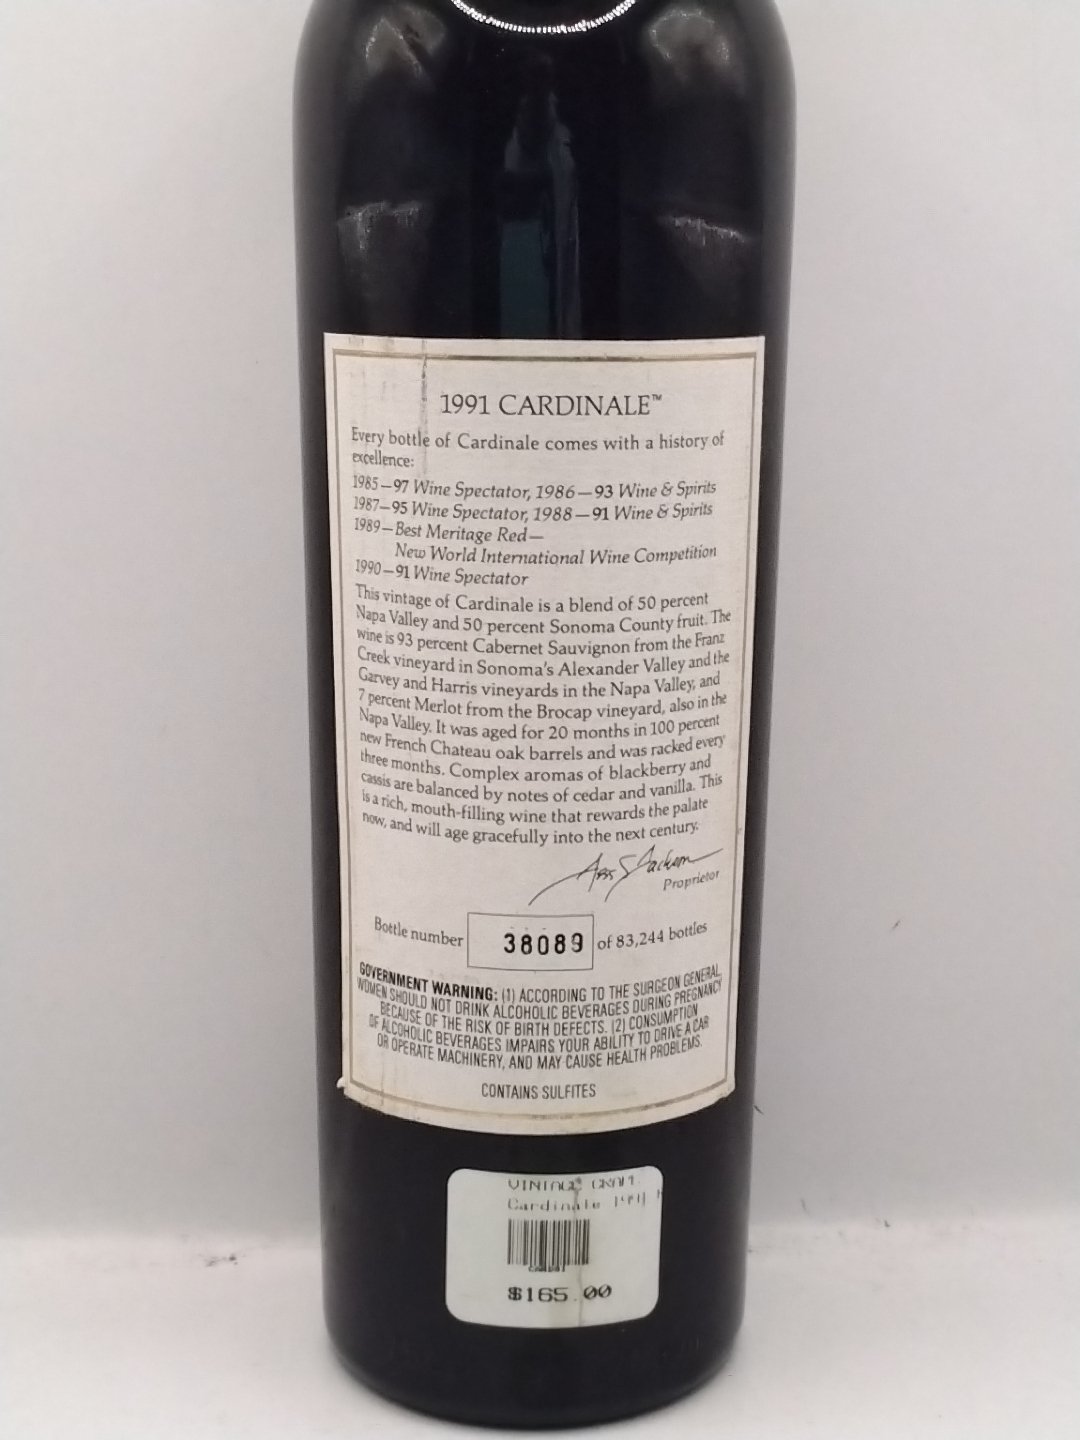 1991 CARDINALE™
Every bottle of Cardinale comes with a history of
excellence:
1985—97 Wine Spectator, 1986—93 Wine & Spirits
1987—95 Wine Spectator, 1988—91 Wine & Spirits
1989—Best Meritage Red—
New World International Wine Competition
1990—91 Wine Spectator
This vintage of Cardinale is a blend of 50 percent
Napa Valley and 50 percent Sonoma County fruit. The
wine is 93 percent Cabernet Sauvignon from the Franz
Creek vineyard in Sonoma's Alexander Valley and the
Garvey and Harris vineyards in the Napa Valley, and
7 percent Merlot from the Brocap vineyard, also in the
Napa Valley. It was aged for 20 months in 100 percent
new French Chateau oak barrels and was racked every
three months. Complex aromas of blackberry and
cassis are balanced by notes of cedar and vanilla. This
is a rich, mouth-filling wine that rewards the palate
now, and will age gracefully into the next century.
Proprietor
Bottle number 38089 of 83,244 bottles
GOVERNMENT WARNING: (1) ACCORDING TO THE SURGEON GENERAL,
WOMEN SHOULD NOT DRINK ALCOHOLIC BEVERAGES DURING PREGNANCY
BECAUSE OF THE RISK OF BIRTH DEFECTS. (2) CONSUMPTION
OF ALCOHOLIC BEVERAGES IMPAIRS YOUR ABILITY TO DRIVE A CAR
OR OPERATE MACHINERY, AND MAY CAUSE HEALTH PROBLEMS.
CONTAINS SULFITES
VINTAGE
Cardinale
$165.00